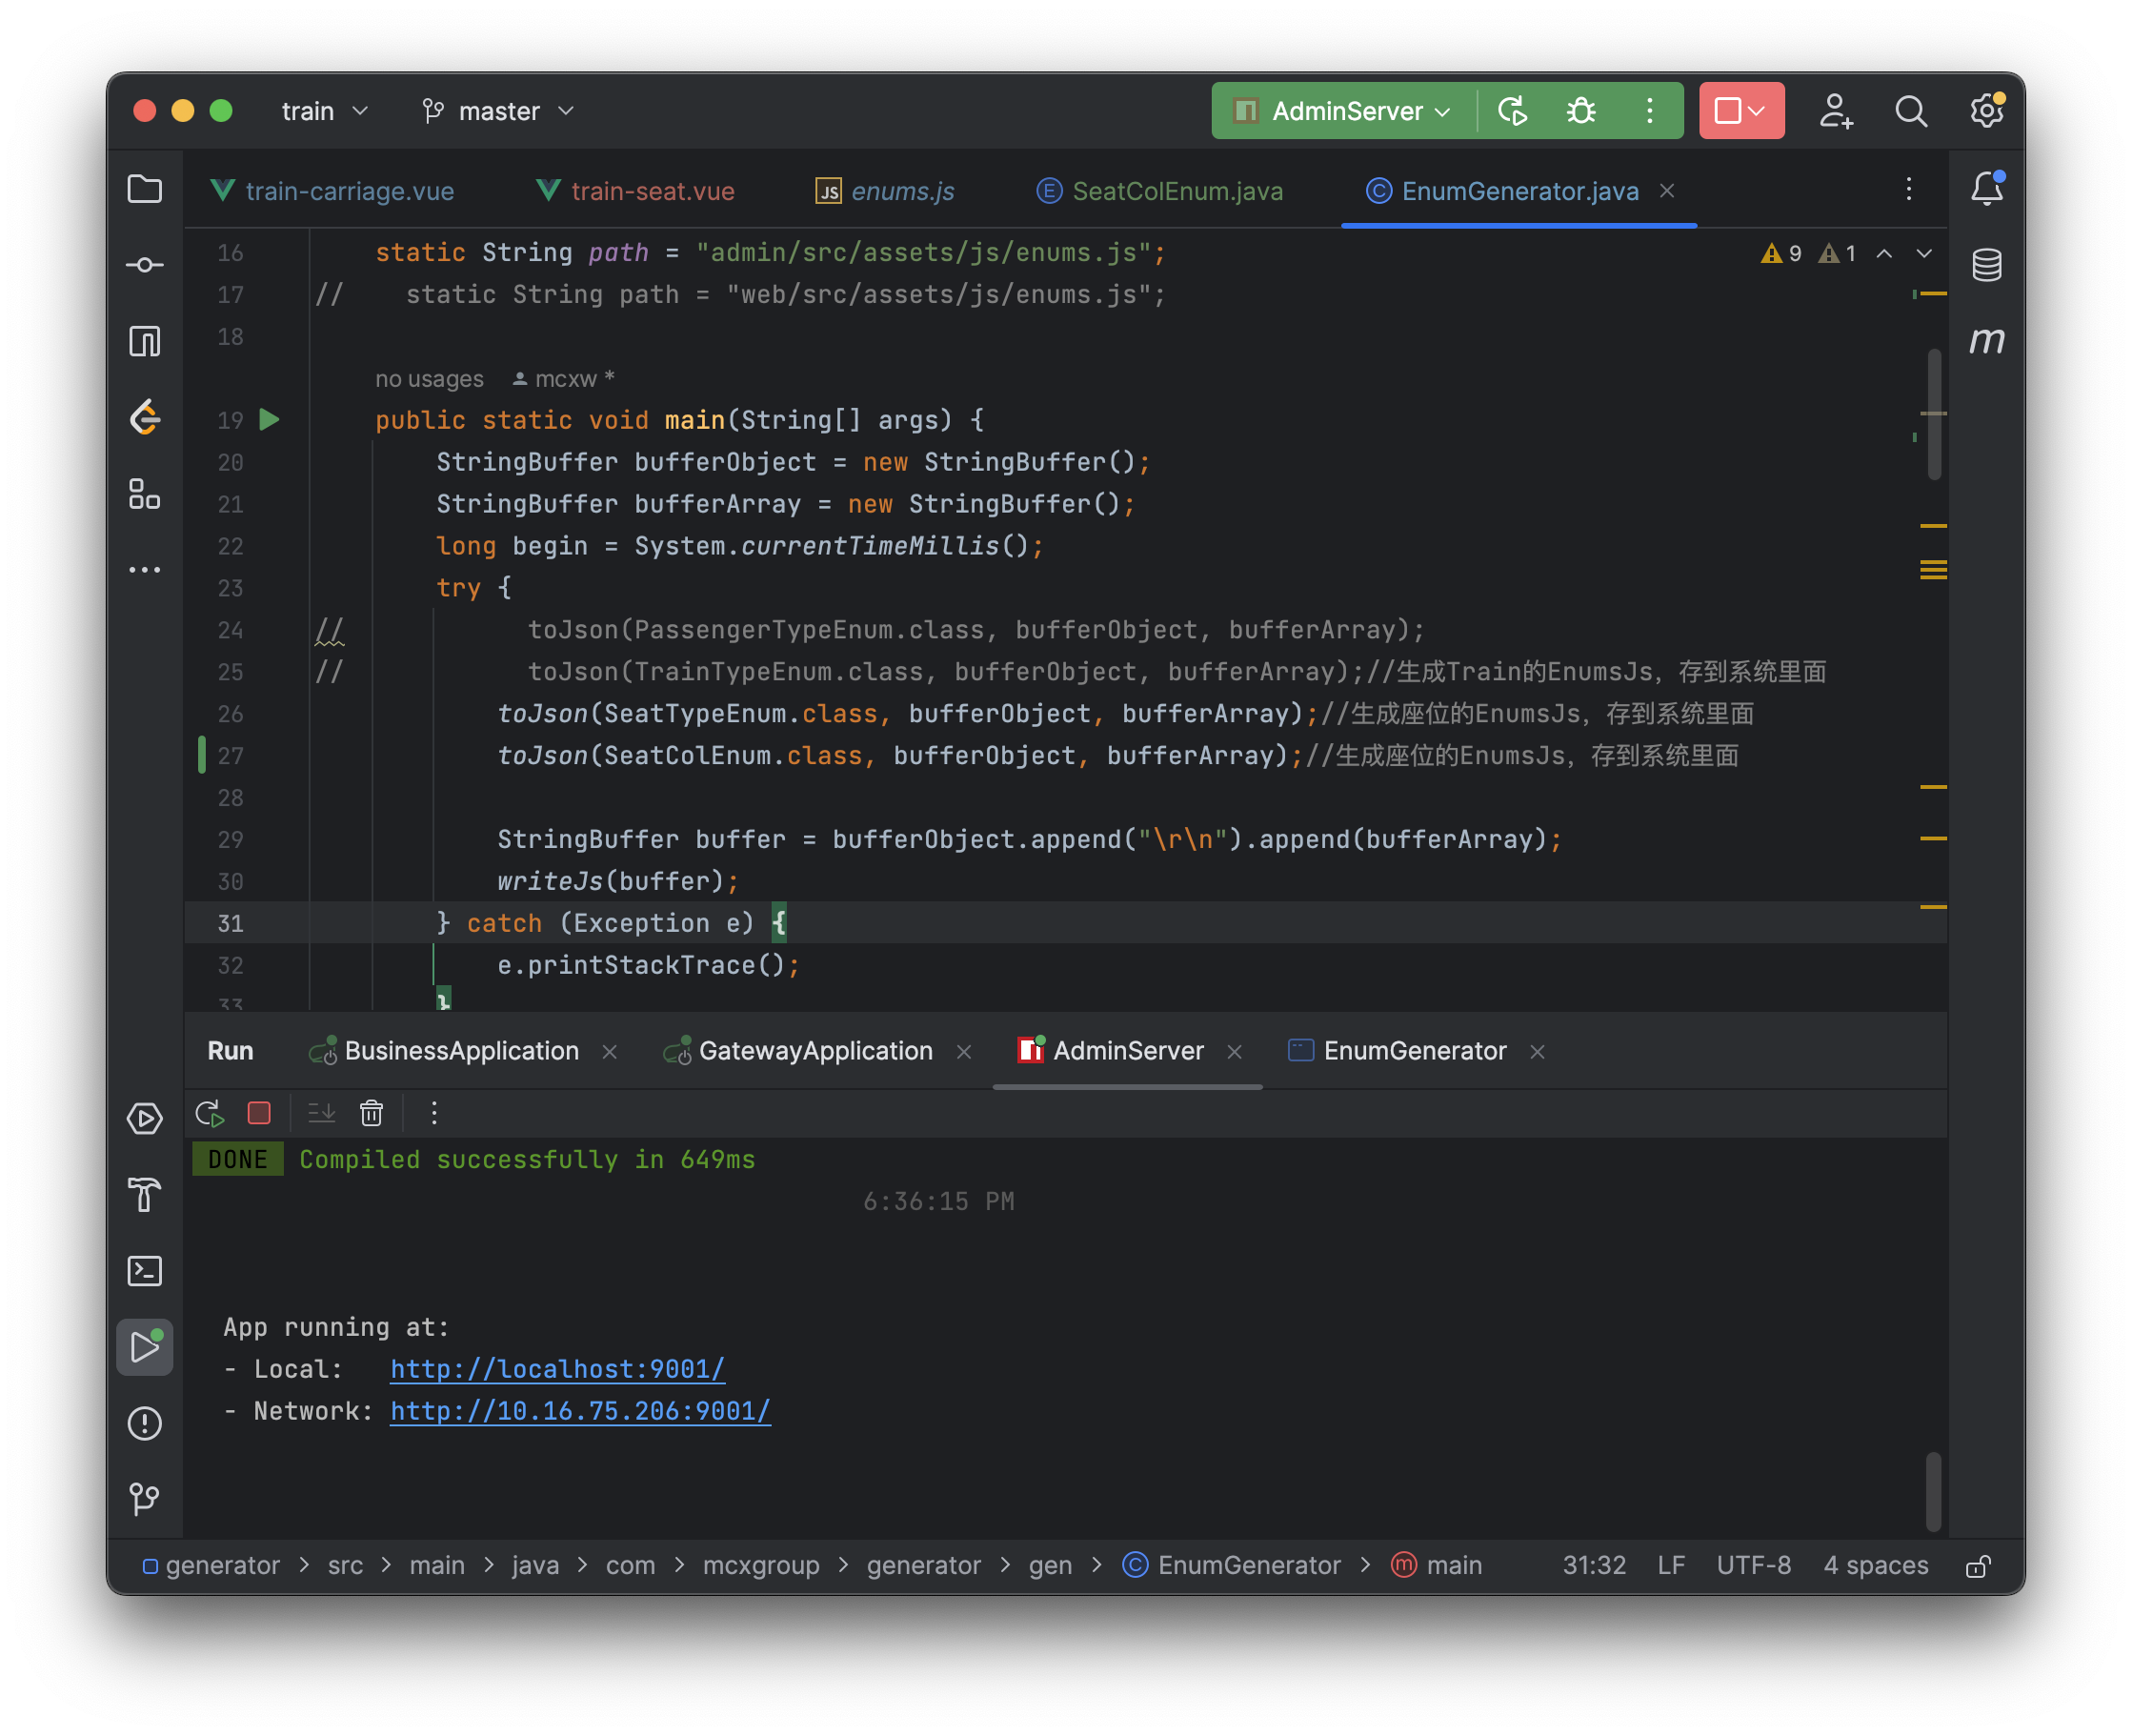 train master AdminServer
train-carriage.vue train-seat.vue JS enums.js E SeatColEnum.java C EnumGenerator.java
16 static String path = "admin/src/assets/js/enums.js"; 9 1
17 // static String path = "web/src/assets/js/enums.js";
18
no usages mcxw *
19 public static void main(String[] args) {
20 StringBuffer bufferObject = new StringBuffer();
21 StringBuffer bufferArray = new StringBuffer();
22 long begin = System.currentTimeMillis();
23 try {
24 // toJson(PassengerTypeEnum.class, bufferObject, bufferArray);
25 // toJson(TrainTypeEnum.class, bufferObject, bufferArray);//生成Train的EnumsJs，存到系统里面
26 toJson(SeatTypeEnum.class, bufferObject, bufferArray);//生成座位的EnumsJs，存到系统里面
27 toJson(SeatColEnum.class, bufferObject, bufferArray);//生成座位的EnumsJs，存到系统里面
28
29 StringBuffer buffer = bufferObject.append("\r\n").append(bufferArray);
30 writeJs(buffer);
31 } catch (Exception e) {
32 e.printStackTrace();
33 }
Run BusinessApplication GatewayApplication AdminServer EnumGenerator
DONE Compiled successfully in 649ms
6:36:15 PM
App running at:
- Local: http://localhost:9001/
- Network: http://10.16.75.206:9001/
generator > src > main > java > com > mcxgroup > generator > gen > C EnumGenerator > m main 31:32 LF UTF-8 4 spaces